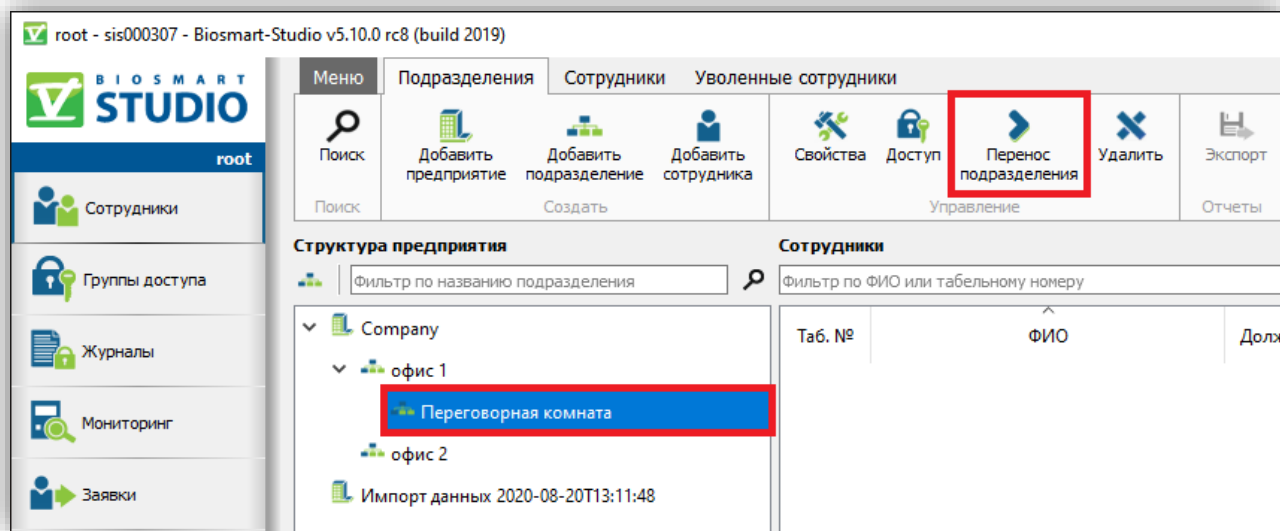 root - sis000307 - Biosmart-Studio v5.10.0 rc8 (build 2019)
BIOSMART
STUDIO
root
Сотрудники
Группы доступа
Журналы
Мониторинг
Заявки
Меню Подразделения Сотрудники Уволенные сотрудники
Поиск
Добавить предприятие
Добавить подразделение
Добавить сотрудника
Свойства
Доступ
Перенос подразделения
Удалить
Экспорт
Поиск Создать Управление Отчеты
Структура предприятия
Фильтр по названию подразделения
Company
офис 1
Переговорная комната
офис 2
Импорт данных 2020-08-20T13:11:48
Сотрудники
Фильтр по ФИО или табельному номеру
Таб. № ФИО Долж